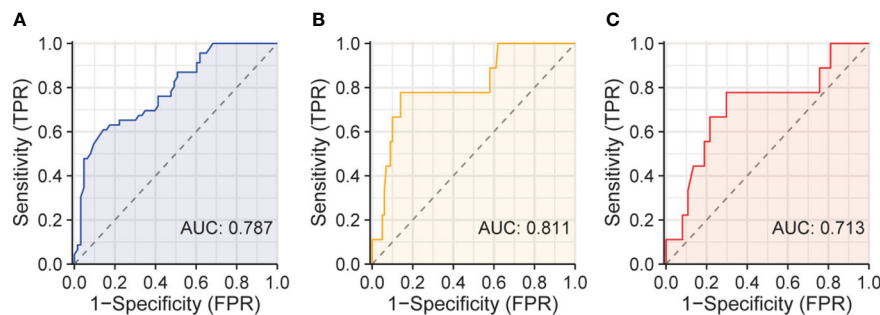 A
Sensitivity (TPR)
1.0
0.8
0.6
0.4
0.2
0.0
AUC: 0.787
0.0 0.2 0.4 0.6 0.8 1.0
1−Specificity (FPR)
B
Sensitivity (TPR)
1.0
0.8
0.6
0.4
0.2
0.0
AUC: 0.811
0.0 0.2 0.4 0.6 0.8 1.0
1−Specificity (FPR)
C
Sensitivity (TPR)
1.0
0.8
0.6
0.4
0.2
0.0
AUC: 0.713
0.0 0.2 0.4 0.6 0.8 1.0
1−Specificity (FPR)